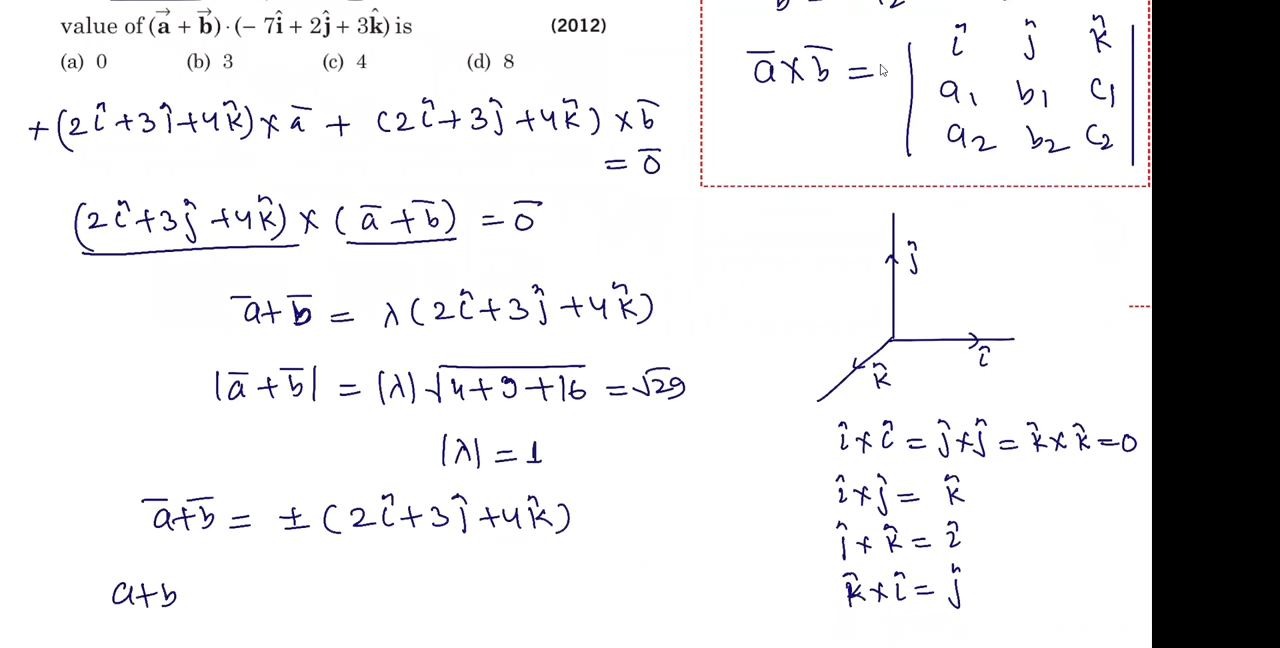 value of (a⃗ + b⃗) · (– 7î + 2ĵ + 3k̂) is (2012)
(a) 0 (b) 3 (c) 4 (d) 8
+ (2î + 3ĵ + 4k̂) × a̅ + (2î + 3ĵ + 4k̂) × b̅
= 0̅
(2î + 3ĵ + 4k̂) × (a̅ + b̅) = 0̅
a̅ + b̅ = λ (2î + 3ĵ + 4k̂)
|a̅ + b̅| = |λ| √4+9+16 = √29
|λ| = 1
a̅ + b̅ = ± (2î + 3ĵ + 4k̂)
a+b
a̅ × b̅ =
î ĵ k̂
a₁ b₁ c₁
a₂ b₂ c₂
ĵ
î
k̂
î × î = ĵ × ĵ = k̂ × k̂ = 0
î × ĵ = k̂
ĵ × k̂ = î
k̂ × î = ĵ